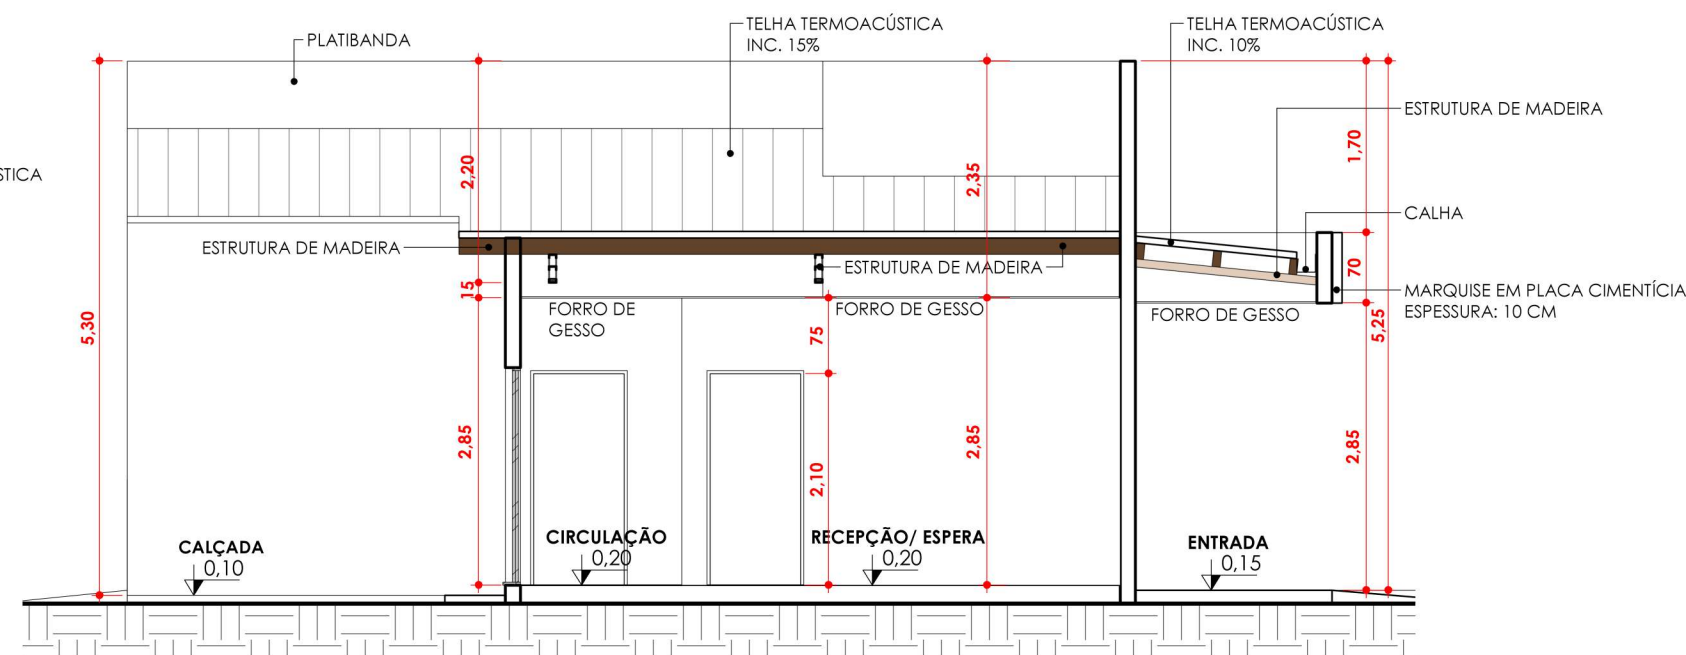 TELHA TERMOACÚSTICA
INC. 15%
TELHA TERMOACÚSTICA
INC. 10%
PLATIBANDA
ESTRUTURA DE MADEIRA
1,70
2,20
2,35
STICA
CALHA
ESTRUTURA DE MADEIRA
ESTRUTURA DE MADEIRA
70
15
MARQUISE EM PLACA CIMENTÍCIA
ESPESSURA: 10 CM
FORRO DE
GESSO
FORRO DE GESSO
FORRO DE GESSO
5,30
75
5,25
2,85
2,85
2,85
2,10
CALÇADA
0,10
CIRCULAÇÃO
0,20
RECEPÇÃO/ ESPERA
0,20
ENTRADA
0,15